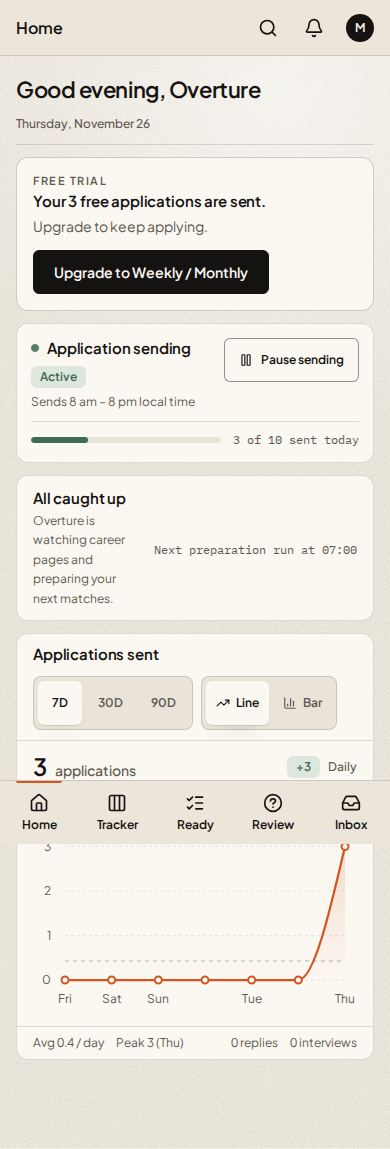 Home
M
Good evening, Overture
Thursday, November 26
FREE TRIAL
Your 3 free applications are sent.
Upgrade to keep applying.
Upgrade to Weekly / Monthly
Application sending
Pause sending
Active
Sends 8 am – 8 pm local time
3 of 10 sent today
All caught up
Overture is
watching career
pages and
preparing your
next matches.
Next preparation run at 07:00
Applications sent
7D 30D 90D Line Bar
3 applications +3 Daily
Home Tracker Ready Review Inbox
3
2
1
0
Fri Sat Sun Tue Thu
Avg 0.4 / day Peak 3 (Thu) 0 replies 0 interviews